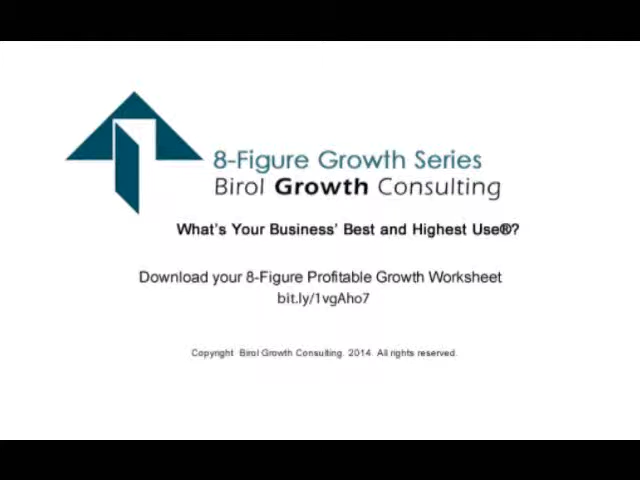 8-Figure Growth Series
Birol Growth Consulting
What's Your Business' Best and Highest Use®?
Download your 8-Figure Profitable Growth Worksheet
bit.ly/1vgAho7
Copyright Birol Growth Consulting. 2014. All rights reserved.